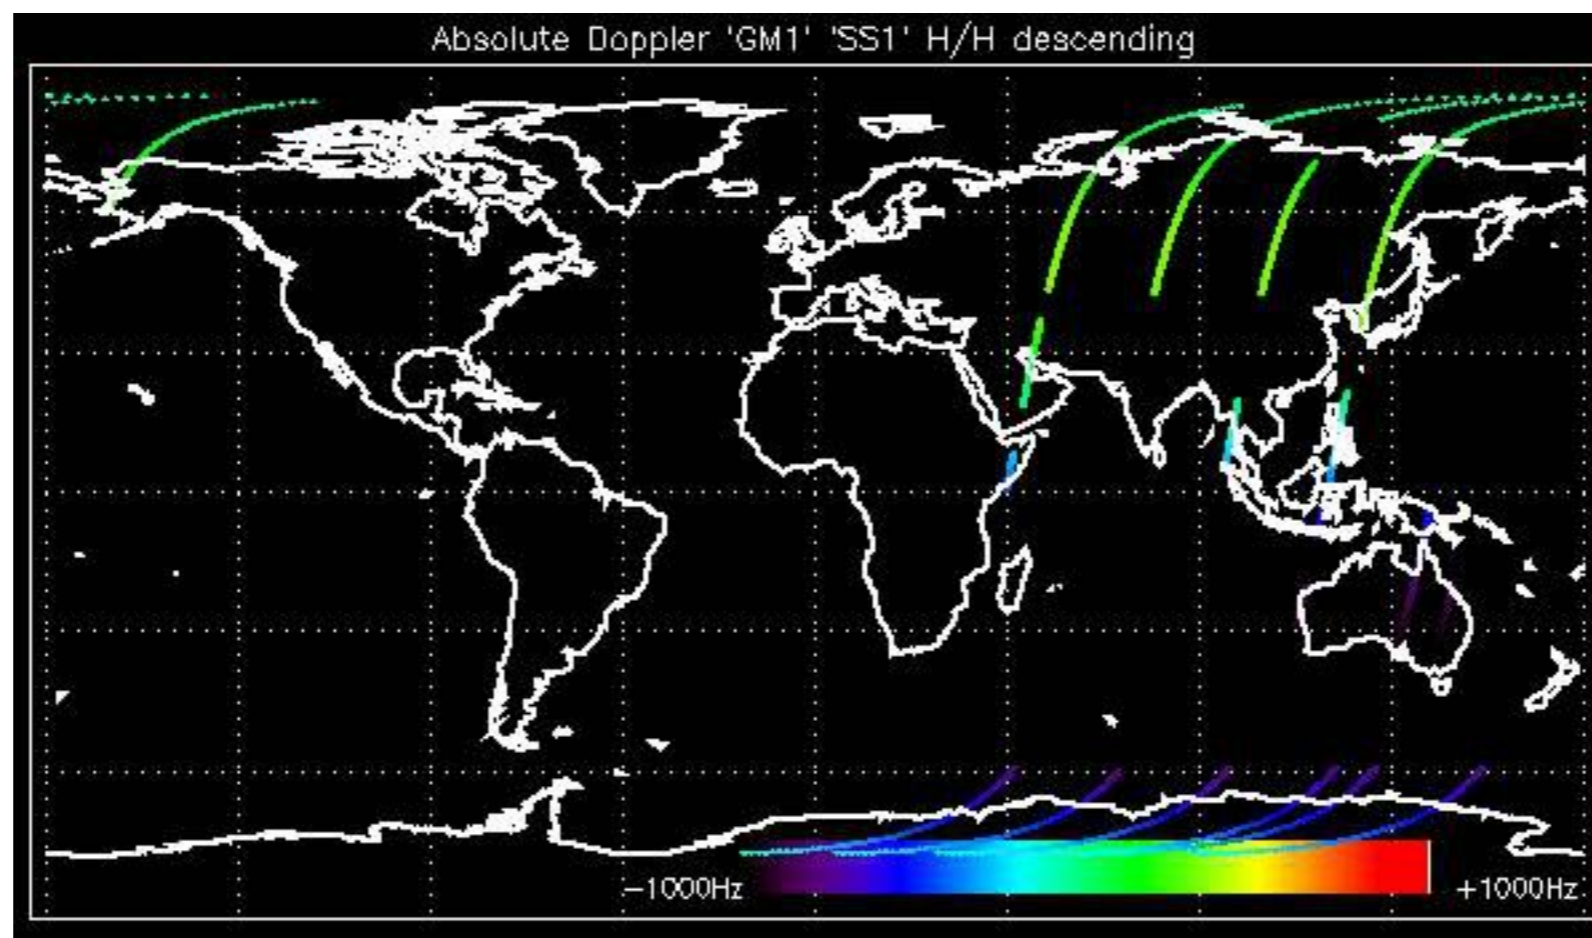 Absolute Doppler 'GM1' 'SS1' H/H descending
-1000Hz +1000Hz